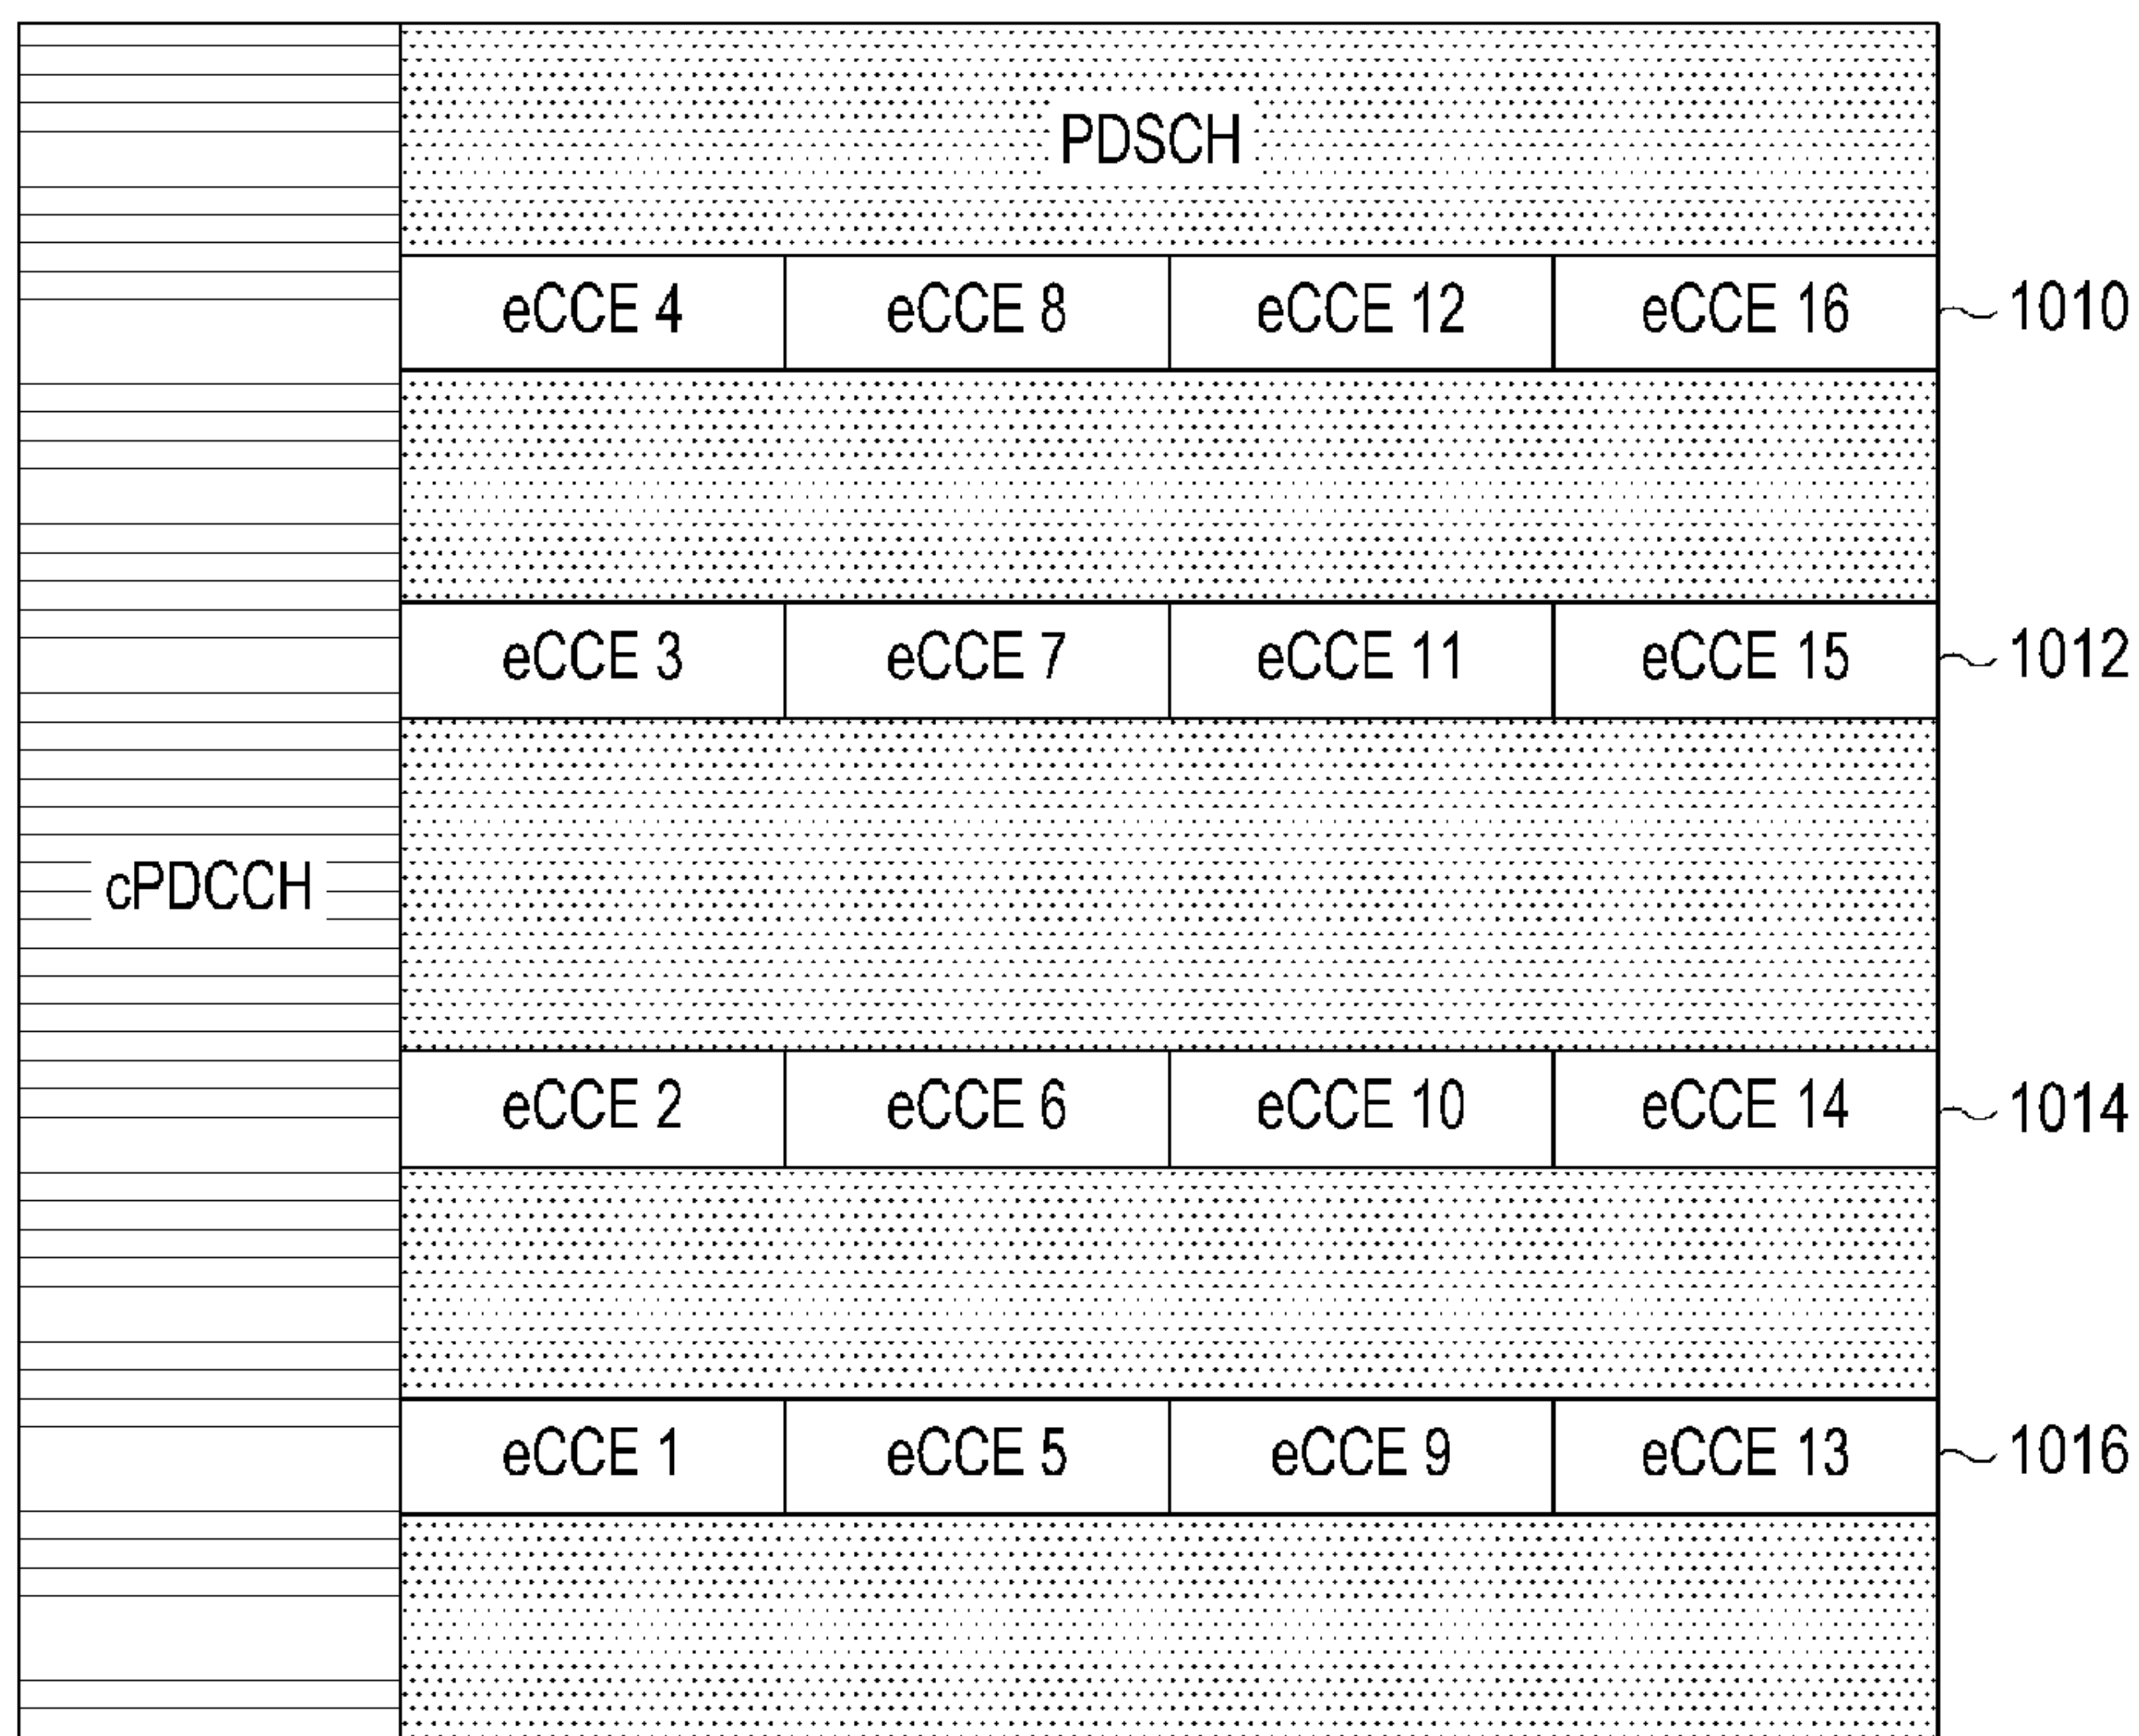 PDSCH
eCCE 4 eCCE 8 eCCE 12 eCCE 16 1010
eCCE 3 eCCE 7 eCCE 11 eCCE 15 1012
cPDCCH
eCCE 2 eCCE 6 eCCE 10 eCCE 14 1014
eCCE 1 eCCE 5 eCCE 9 eCCE 13 1016